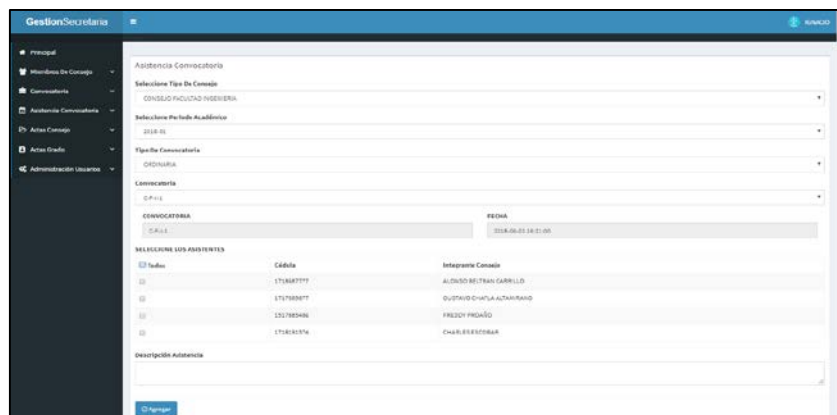 GestionSecretaria
Principal
Miembros De Consejo
Convocatoria
Asistencia Convocatoria
Actas Consejo
Actas Grado
Administración Usuarios
Asistencia Convocatoria
Seleccione Tipo De Consejo
CONSEJO FACULTAD INGENIERIA
Seleccione Periodo Académico
2018-01
Tipo De Convocatoria
ORDINARIA
Convocatoria
CONVOCATORIA FECHA
SELECCIONE LOS ASISTENTES
Todos Cédula Integrante Consejo
ALONSO BELTRAN CARRILLO
GUSTAVO CHAFLA ALTAMIRANO
FREDDY PROAÑO
CHARLES ESCOBAR
Descripción Asistencia
Agregar